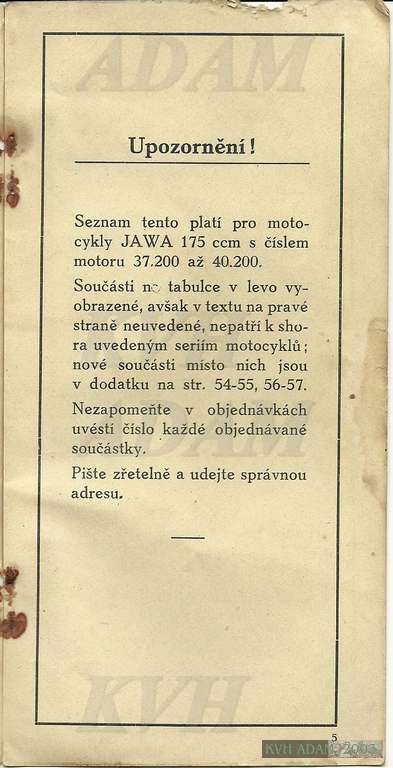 ADAM
Upozornění!
Seznam tento platí pro moto-
cykly JAWA 175 ccm s číslem
motoru 37.200 až 40.200.
Součásti na tabulce v levo vy-
obrazené, avšak v textu na pravé
straně neuvedené, nepatří k sho-
ra uvedeným seriím motocyklů;
nové součásti místo nich jsou
v dodatku na str. 54-55, 56-57.
Nezapomeňte v objednávkách
uvésti číslo každé objednávané
součástky.
Pište zřetelně a udejte správnou
adresu.
ADAM
KVH
5
KVH ADAM 2005